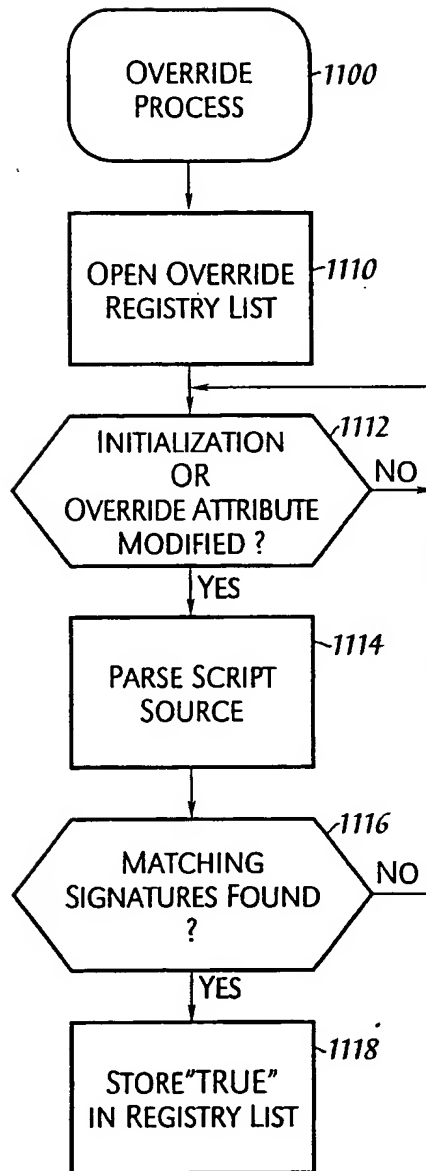 OVERRIDE
PROCESS
1100
OPEN OVERRIDE
REGISTRY LIST
1110
INITIALIZATION
OR
OVERRIDE ATTRIBUTE
MODIFIED ?
1112
NO
YES
PARSE SCRIPT
SOURCE
1114
MATCHING
SIGNATURES FOUND
?
1116
NO
YES
STORE"TRUE"
IN REGISTRY LIST
1118